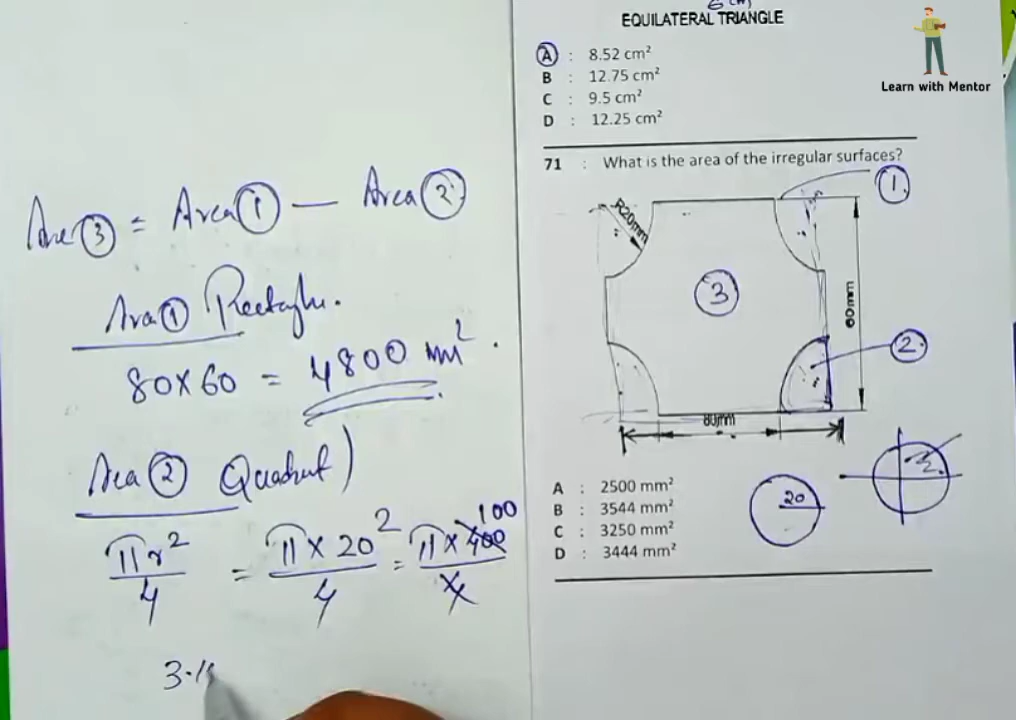 Are ③ = Area ① — Area ②
Area ① Rectangle.
80 x 60 = 4800 mm²
Area ② Quadrant)
πr²/4 = π x 20²/4 = π x 400/4 100
3.1
6 cm
EQUILATERAL TRIANGLE
A : 8.52 cm²
B : 12.75 cm²
C : 9.5 cm²
D : 12.25 cm²
Learn with Mentor
71 : What is the area of the irregular surfaces?
①
R20mm
③
60mm
②
80mm
A : 2500 mm²
B : 3544 mm²
C : 3250 mm²
D : 3444 mm²
20